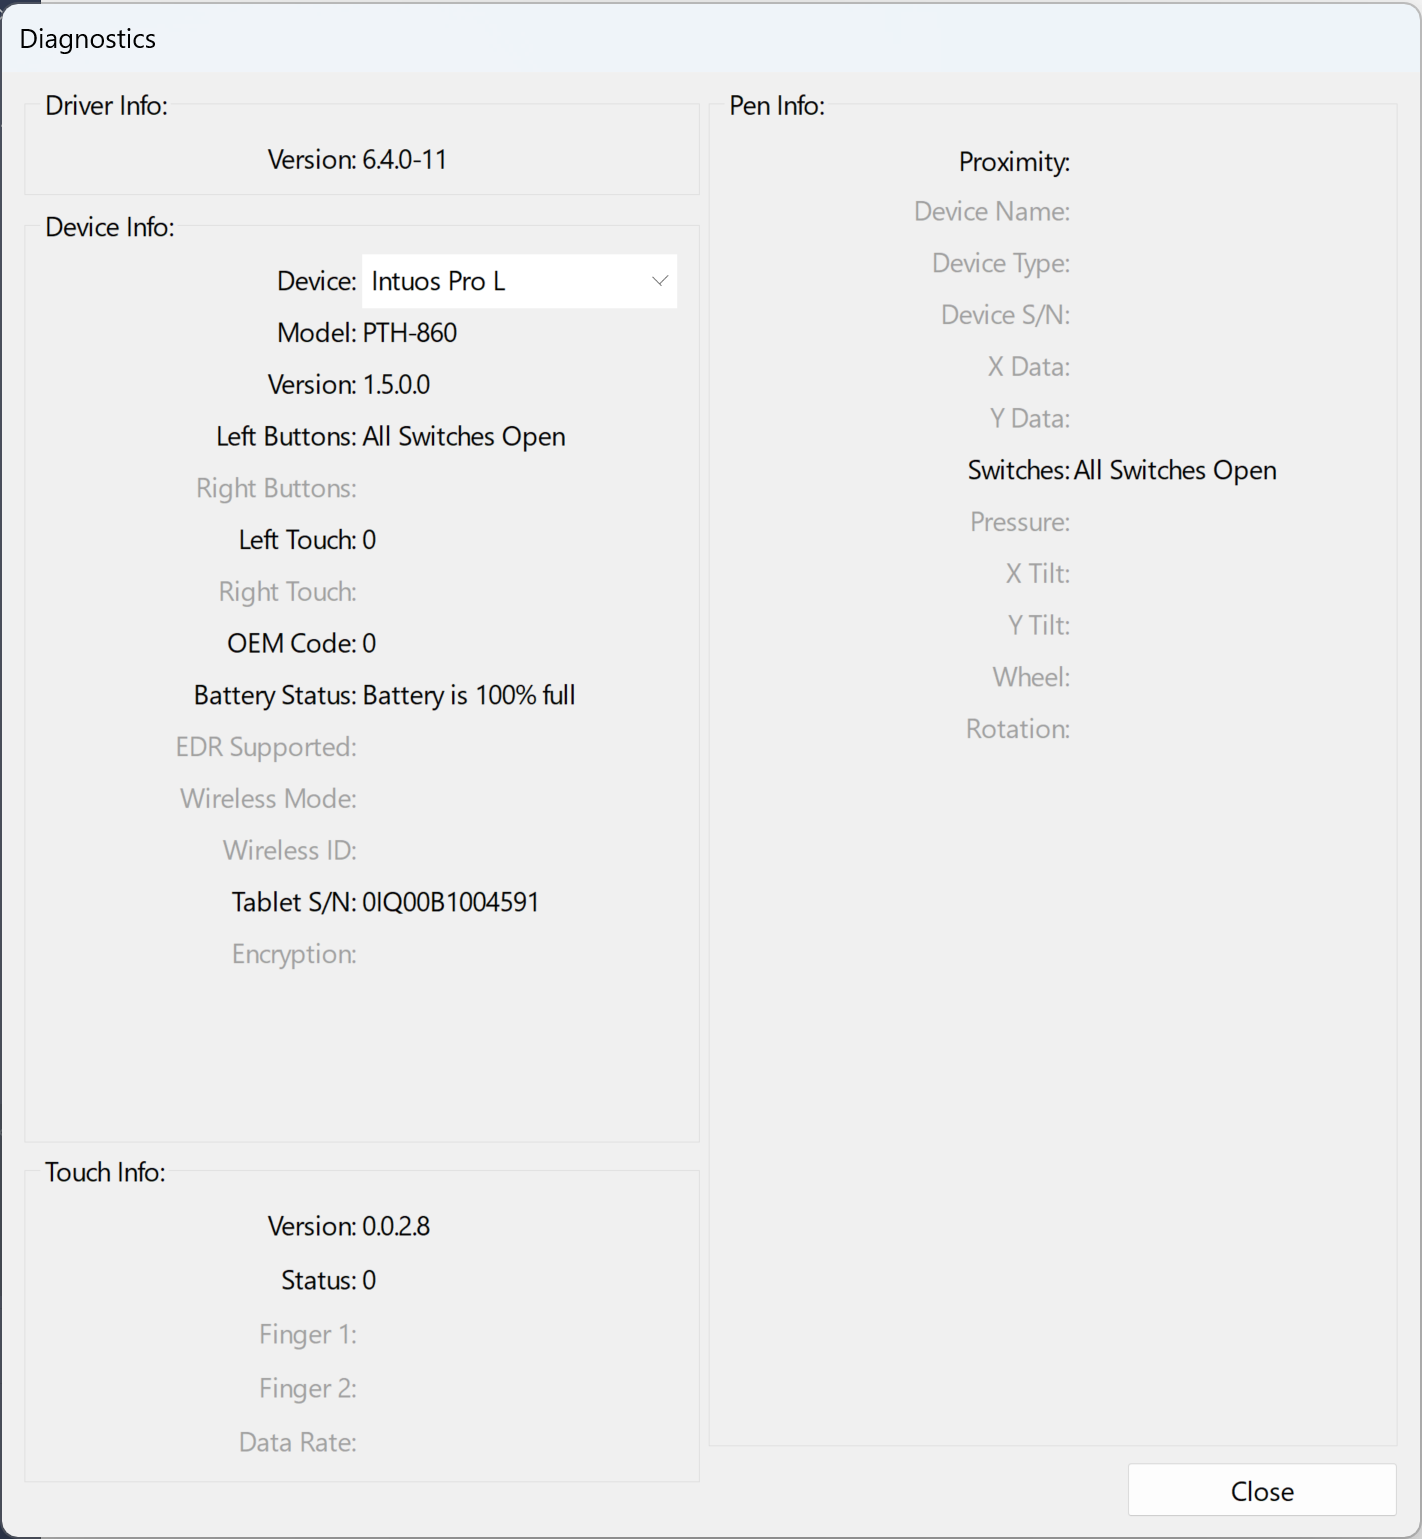 Diagnostics
Driver Info:
Version: 6.4.0-11
Device Info:
Device: Intuos Pro L
Model: PTH-860
Version: 1.5.0.0
Left Buttons: All Switches Open
Right Buttons:
Left Touch: 0
Right Touch:
OEM Code: 0
Battery Status: Battery is 100% full
EDR Supported:
Wireless Mode:
Wireless ID:
Tablet S/N: 0IQ00B1004591
Encryption:
Touch Info:
Version: 0.0.2.8
Status: 0
Finger 1:
Finger 2:
Data Rate:
Pen Info:
Proximity:
Device Name:
Device Type:
Device S/N:
X Data:
Y Data:
Switches: All Switches Open
Pressure:
X Tilt:
Y Tilt:
Wheel:
Rotation:
Close